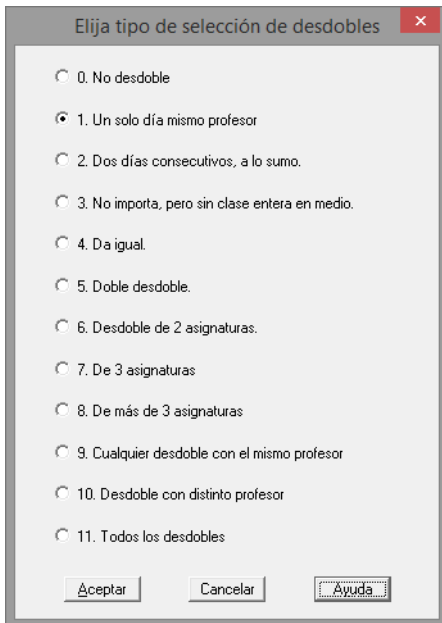 Elija tipo de selección de desdobles
0. No desdoble
1. Un solo día mismo profesor
2. Dos días consecutivos, a lo sumo.
3. No importa, pero sin clase entera en medio.
4. Da igual.
5. Doble desdoble.
6. Desdoble de 2 asignaturas.
7. De 3 asignaturas
8. De más de 3 asignaturas
9. Cualquier desdoble con el mismo profesor
10. Desdoble con distinto profesor
11. Todos los desdobles
Aceptar Cancelar Ayuda